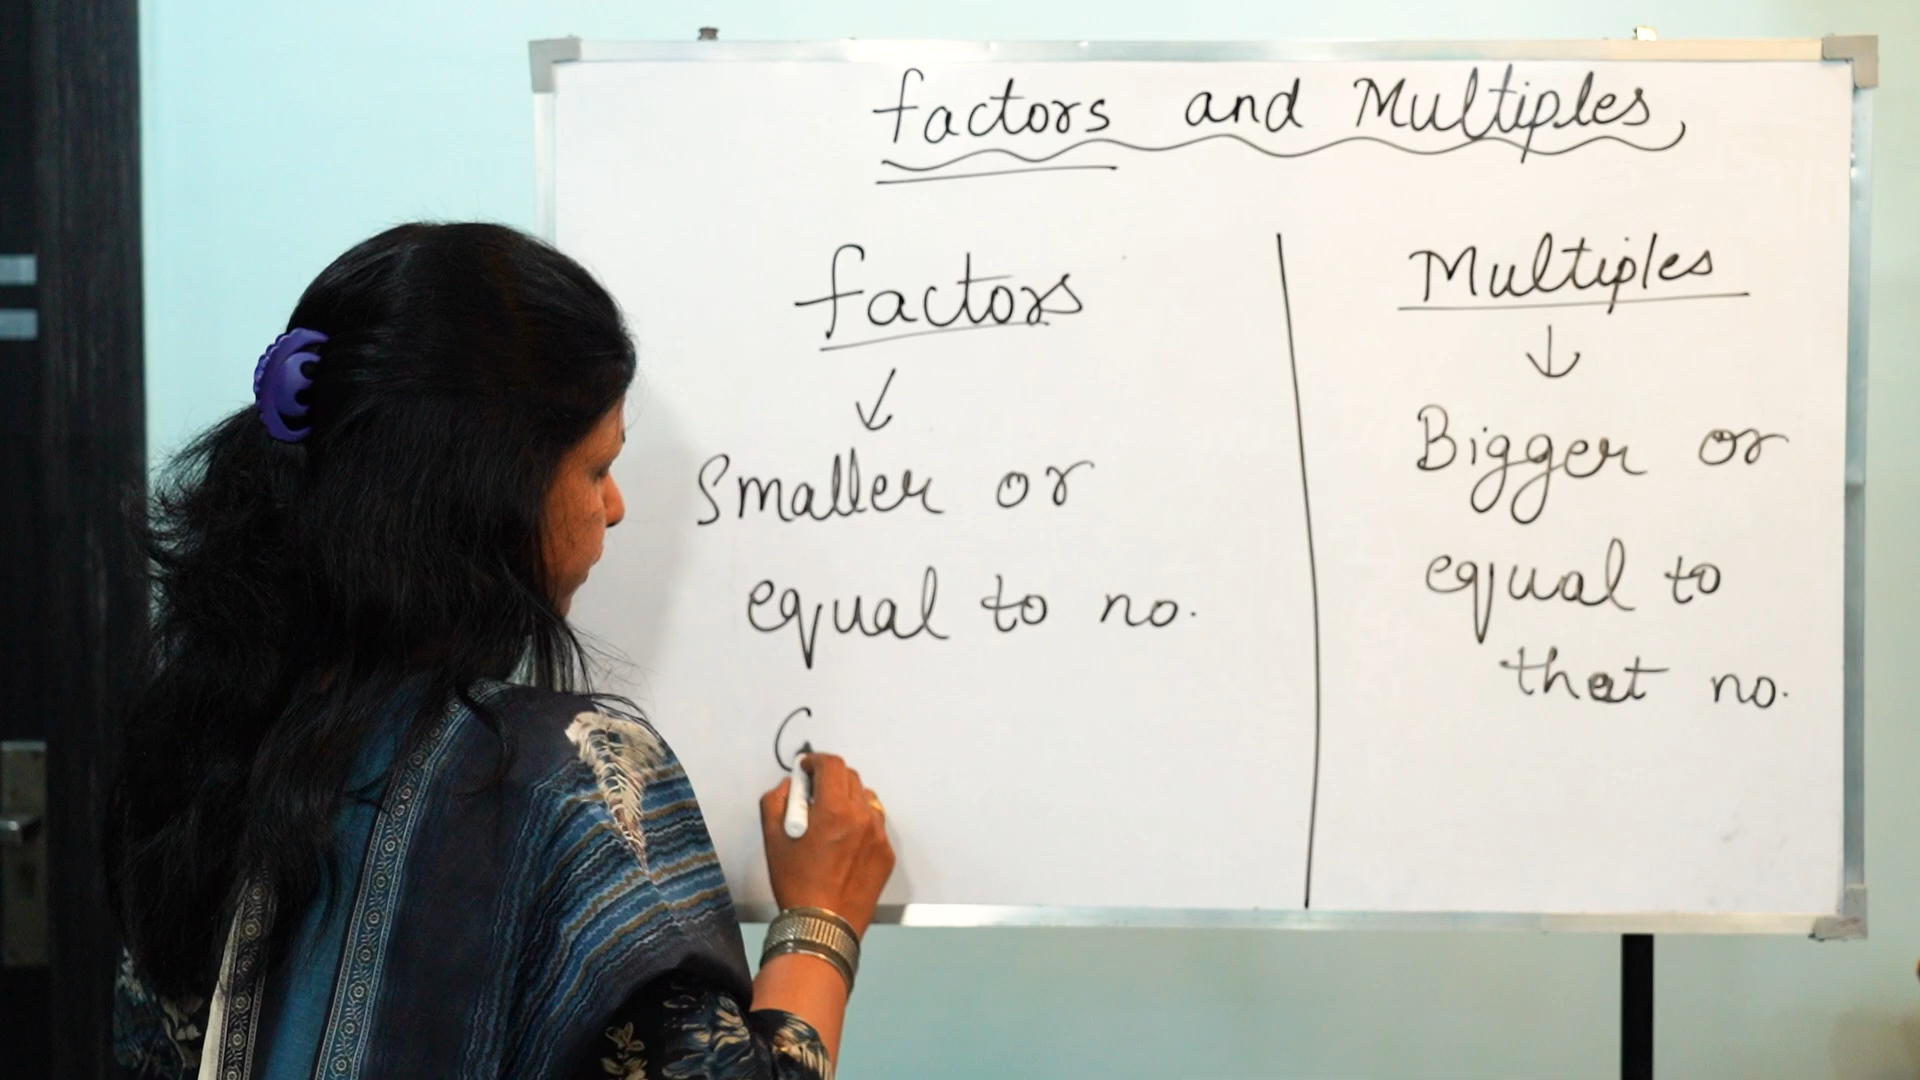 factors and Multiples
factors
↓
Smaller or
equal to no.
Multiples
↓
Bigger or
equal to
that no.